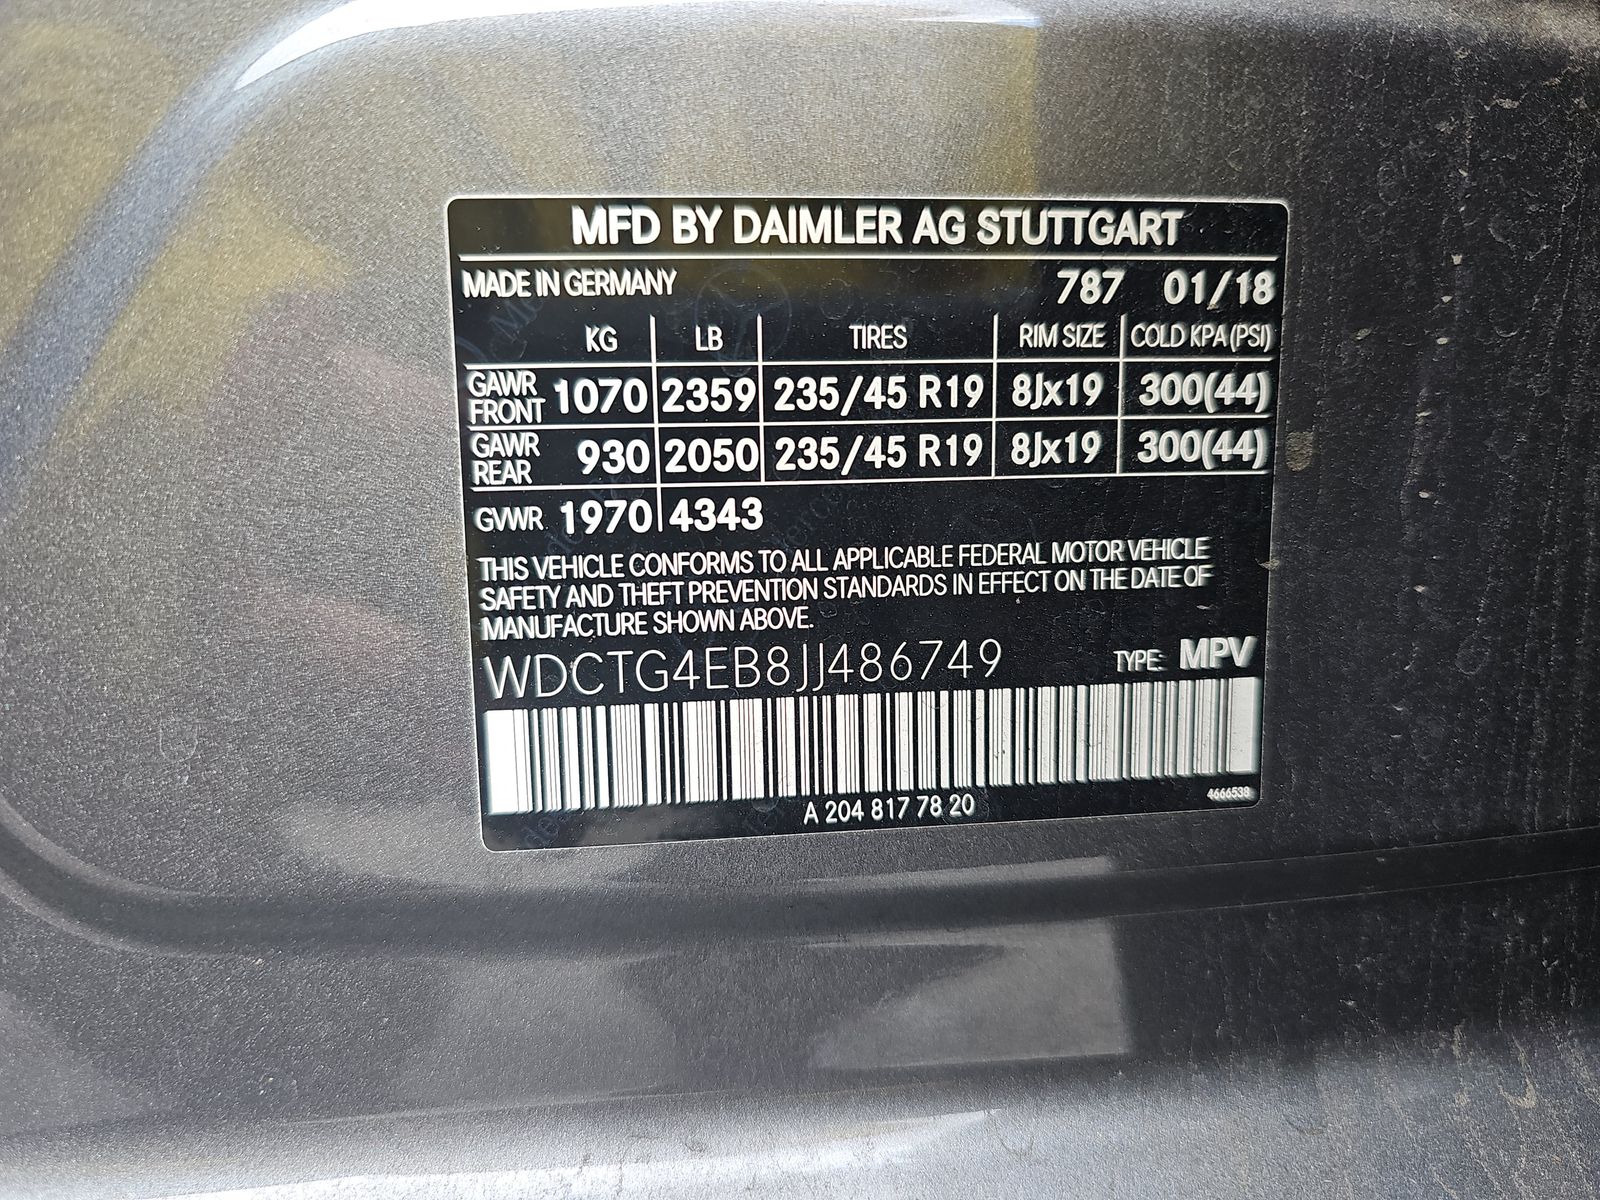 MFD BY DAIMLER AG STUTTGART
MADE IN GERMANY 787 01/18
KG LB TIRES RIM SIZE COLD KPA (PSI)
GAWR FRONT 1070 2359 235/45 R19 8Jx19 300(44)
GAWR REAR 930 2050 235/45 R19 8Jx19 300(44)
GVWR 1970 4343
THIS VEHICLE CONFORMS TO ALL APPLICABLE FEDERAL MOTOR VEHICLE
SAFETY AND THEFT PREVENTION STANDARDS IN EFFECT ON THE DATE OF
MANUFACTURE SHOWN ABOVE.
WDCTG4EB8JJ486749 TYPE: MPV
A 204 817 78 20
4666538